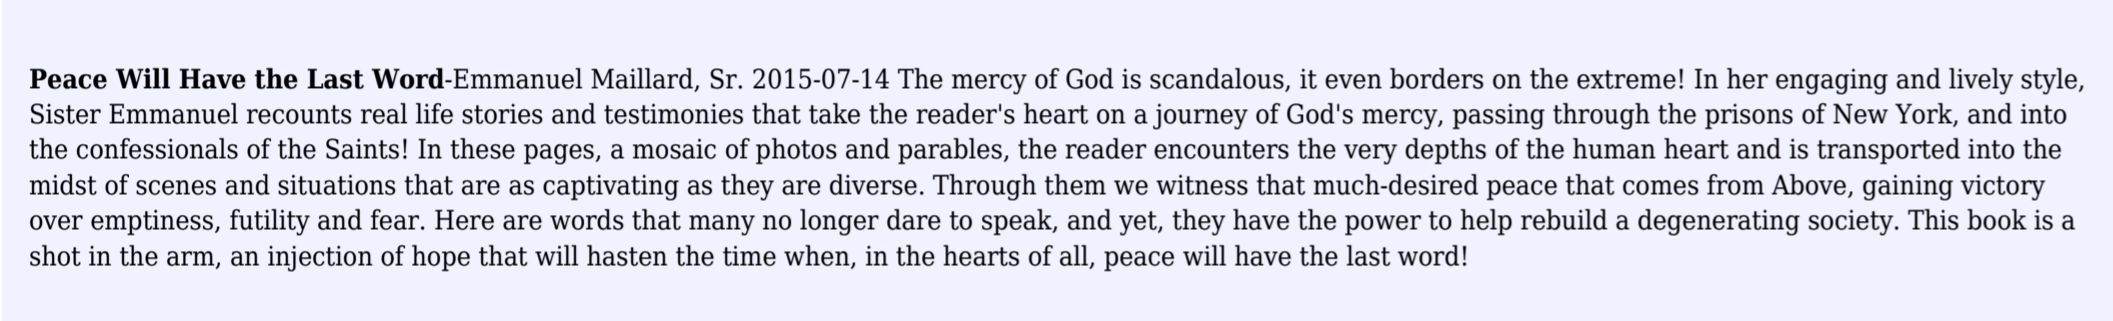 Peace Will Have the Last Word-Emmanuel Maillard, Sr. 2015-07-14 The mercy of God is scandalous, it even borders on the extreme! In her engaging and lively style,
Sister Emmanuel recounts real life stories and testimonies that take the reader's heart on a journey of God's mercy, passing through the prisons of New York, and into
the confessionals of the Saints! In these pages, a mosaic of photos and parables, the reader encounters the very depths of the human heart and is transported into the
midst of scenes and situations that are as captivating as they are diverse. Through them we witness that much-desired peace that comes from Above, gaining victory
over emptiness, futility and fear. Here are words that many no longer dare to speak, and yet, they have the power to help rebuild a degenerating society. This book is a
shot in the arm, an injection of hope that will hasten the time when, in the hearts of all, peace will have the last word!